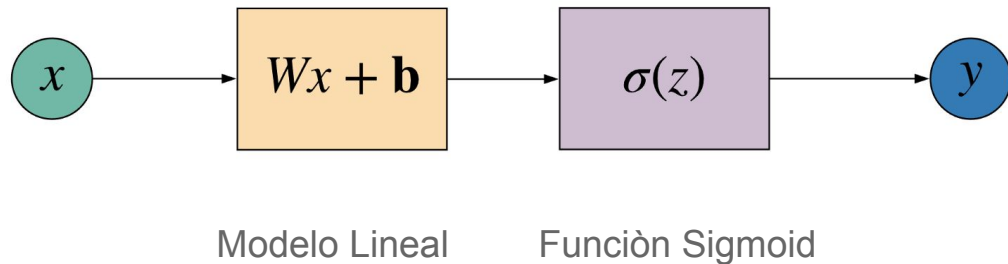 x
Wx + b
σ(z)
y
Modelo Lineal
Funciòn Sigmoid